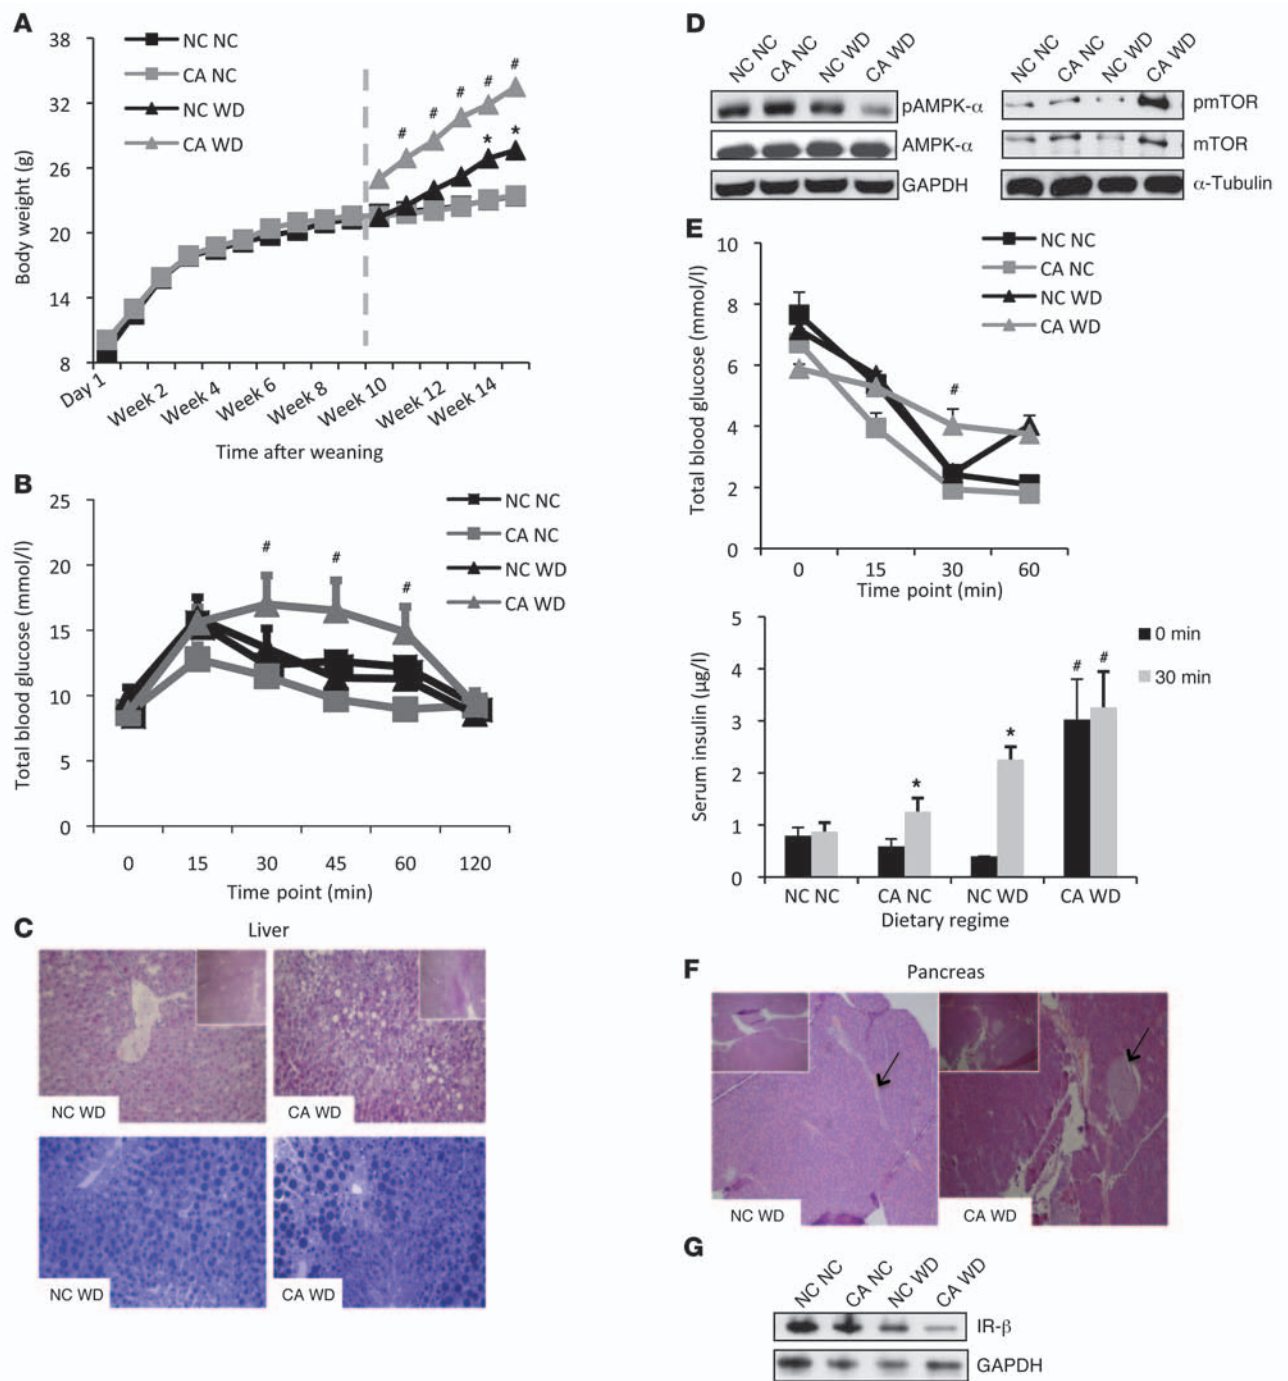 A
38
34
30
26
22
18
14
8
Body weight (g)
NC NC
CA NC
NC WD
CA WD
# # # # # #
* *
Day 1
Week 2
Week 4
Week 6
Week 8
Week 10
Week 12
Week 14
Time after weaning
B
25
20
15
10
5
0
Total blood glucose (mmol/l)
NC NC
CA NC
NC WD
CA WD
# # #
0 15 30 45 60 120
Time point (min)
C
Liver
NC WD
CA WD
NC WD
CA WD
D
NC NC
CA NC
NC WD
CA WD
pAMPK-α
AMPK-α
GAPDH
NC NC
CA NC
NC WD
CA WD
pmTOR
mTOR
α-Tubulin
E
10
8
6
4
2
0
Total blood glucose (mmol/l)
NC NC
CA NC
NC WD
CA WD
#
0 15 30 60
Time point (min)
5
4
3
2
1
0
Serum insulin (μg/l)
0 min
30 min
* * # #
NC NC CA NC NC WD CA WD
Dietary regime
F
Pancreas
NC WD
CA WD
G
NC NC
CA NC
NC WD
CA WD
IR-β
GAPDH